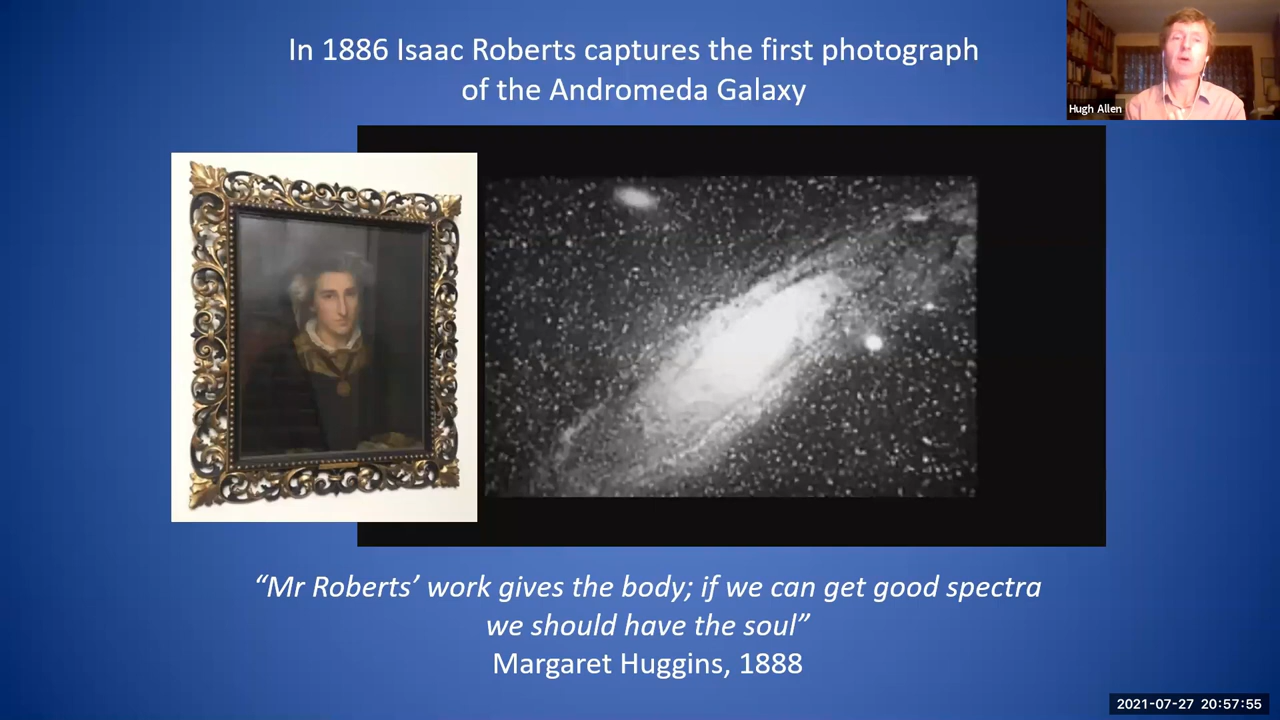 In 1886 Isaac Roberts captures the first photograph
of the Andromeda Galaxy
Hugh Allen
“Mr Roberts’ work gives the body; if we can get good spectra
we should have the soul”
Margaret Huggins, 1888
2021-07-27 20:57:55